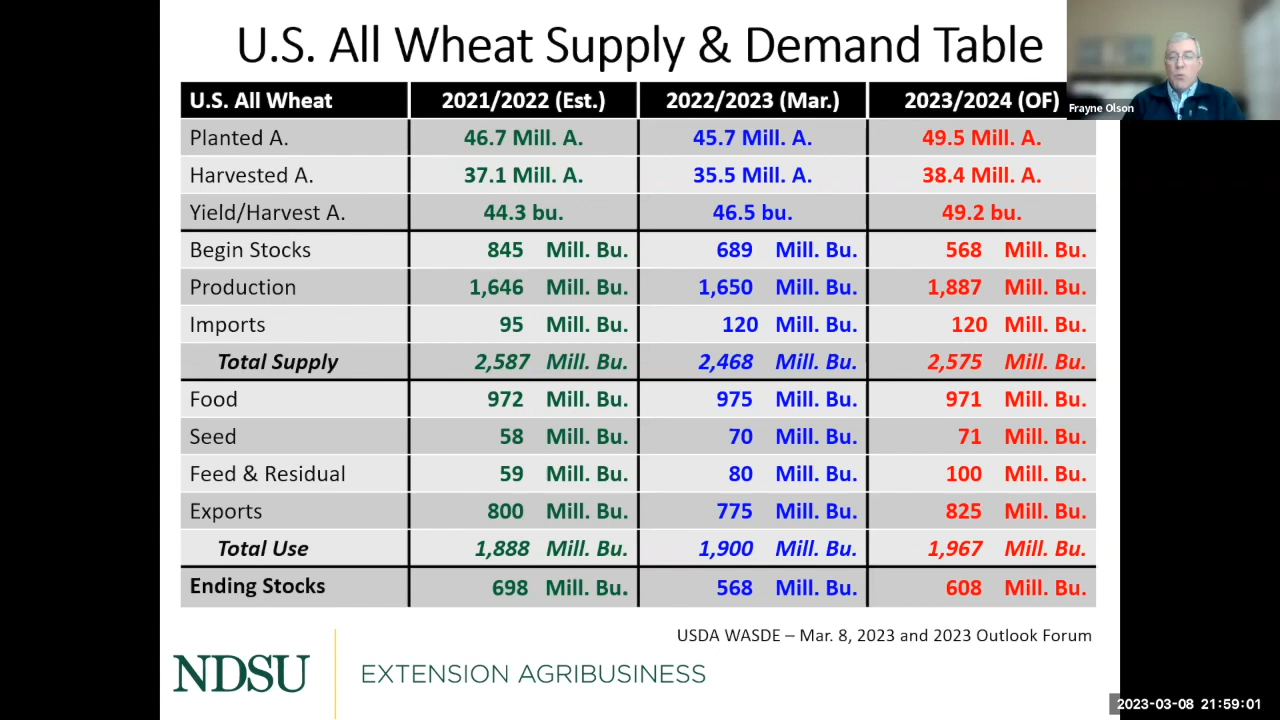 U.S. All Wheat Supply & Demand Table
Frayne Olson
U.S. All Wheat 2021/2022 (Est.) 2022/2023 (Mar.) 2023/2024 (OF)
Planted A. 46.7 Mill. A. 45.7 Mill. A. 49.5 Mill. A.
Harvested A. 37.1 Mill. A. 35.5 Mill. A. 38.4 Mill. A.
Yield/Harvest A. 44.3 bu. 46.5 bu. 49.2 bu.
Begin Stocks 845 Mill. Bu. 689 Mill. Bu. 568 Mill. Bu.
Production 1,646 Mill. Bu. 1,650 Mill. Bu. 1,887 Mill. Bu.
Imports 95 Mill. Bu. 120 Mill. Bu. 120 Mill. Bu.
Total Supply 2,587 Mill. Bu. 2,468 Mill. Bu. 2,575 Mill. Bu.
Food 972 Mill. Bu. 975 Mill. Bu. 971 Mill. Bu.
Seed 58 Mill. Bu. 70 Mill. Bu. 71 Mill. Bu.
Feed & Residual 59 Mill. Bu. 80 Mill. Bu. 100 Mill. Bu.
Exports 800 Mill. Bu. 775 Mill. Bu. 825 Mill. Bu.
Total Use 1,888 Mill. Bu. 1,900 Mill. Bu. 1,967 Mill. Bu.
Ending Stocks 698 Mill. Bu. 568 Mill. Bu. 608 Mill. Bu.
USDA WASDE – Mar. 8, 2023 and 2023 Outlook Forum
NDSU EXTENSION AGRIBUSINESS
2023-03-08 21:59:01